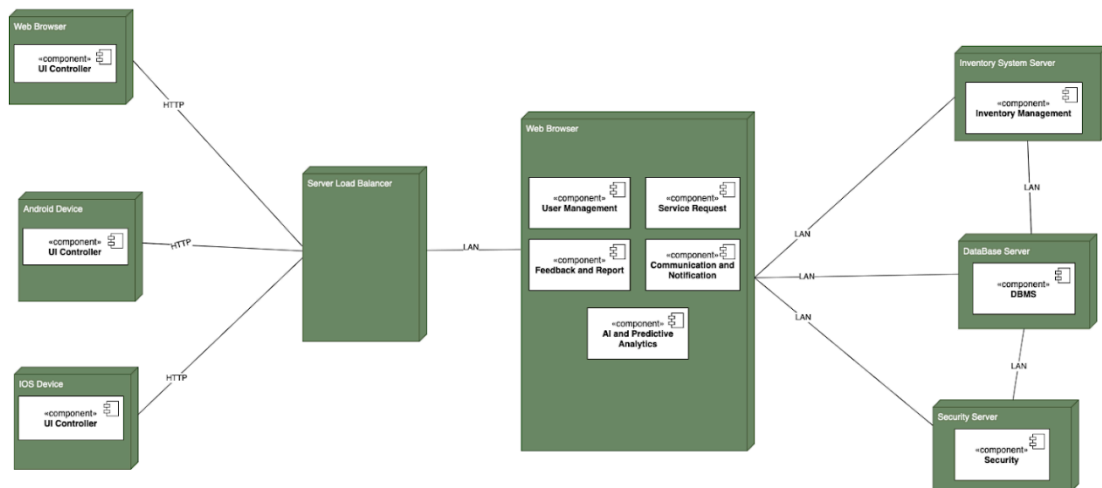 Web Browser
«component»
UI Controller
HTTP
Android Device
«component»
UI Controller
HTTP
IOS Device
«component»
UI Controller
HTTP
Server Load Balancer
LAN
Web Browser
«component»
User Management
«component»
Service Request
«component»
Feedback and Report
«component»
Communication and
Notification
«component»
AI and Predictive
Analytics
LAN
LAN
LAN
Inventory System Server
«component»
Inventory Management
LAN
DataBase Server
«component»
DBMS
LAN
Security Server
«component»
Security